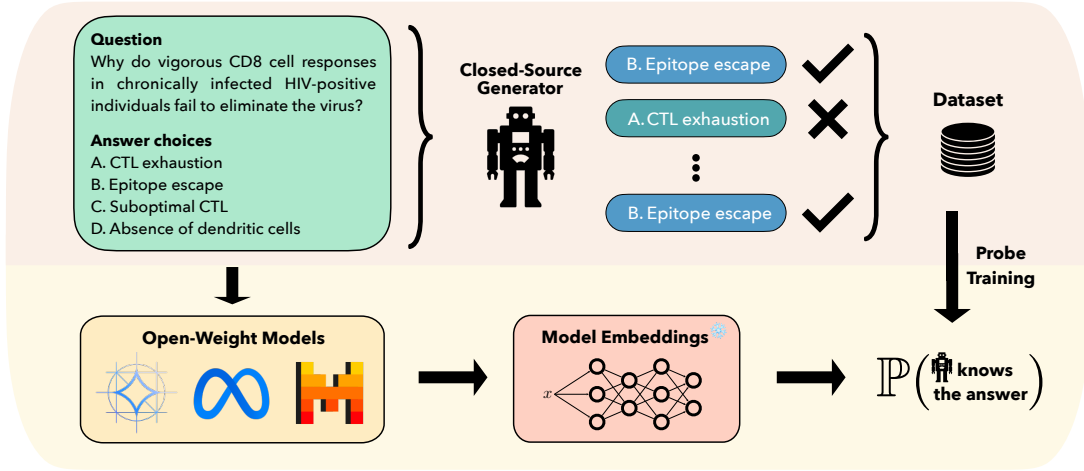 Question
Why do vigorous CD8 cell responses
in chronically infected HIV-positive
individuals fail to eliminate the virus?
Answer choices
A. CTL exhaustion
B. Epitope escape
C. Suboptimal CTL
D. Absence of dendritic cells
Closed-Source
Generator
B. Epitope escape
A. CTL exhaustion
B. Epitope escape
Dataset
Probe
Training
Open-Weight Models
Model Embeddings
x
ℙ( knows
the answer)